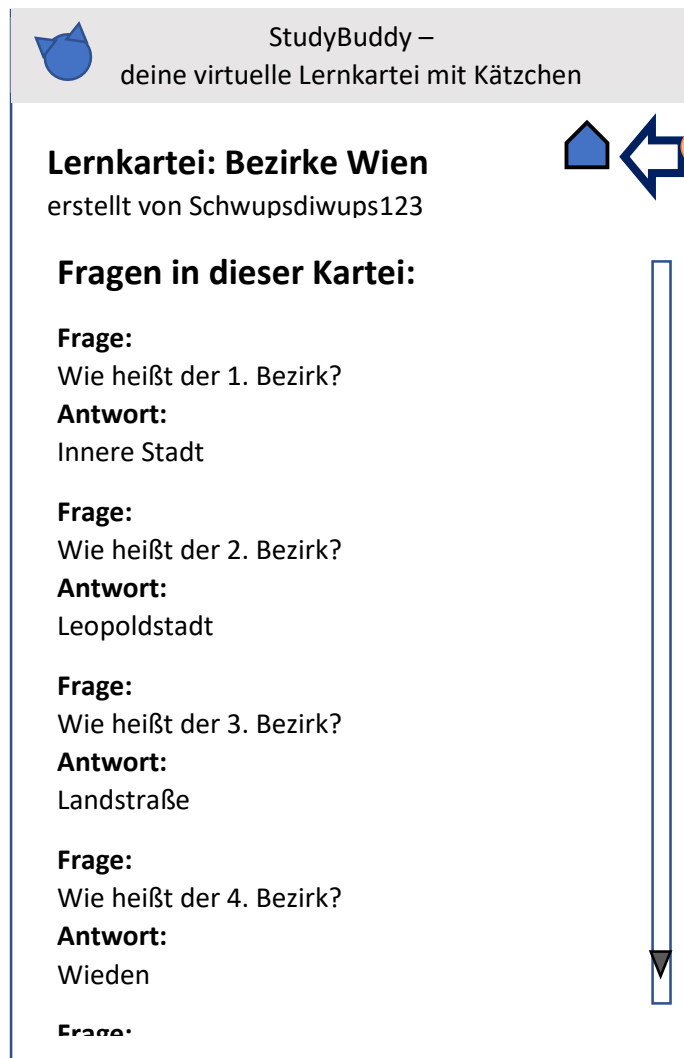 StudyBuddy –
deine virtuelle Lernkartei mit Kätzchen
Lernkartei: Bezirke Wien
erstellt von Schwupsdiwups123
Fragen in dieser Kartei:
Frage:
Wie heißt der 1. Bezirk?
Antwort:
Innere Stadt
Frage:
Wie heißt der 2. Bezirk?
Antwort:
Leopoldstadt
Frage:
Wie heißt der 3. Bezirk?
Antwort:
Landstraße
Frage:
Wie heißt der 4. Bezirk?
Antwort:
Wieden
Frage: